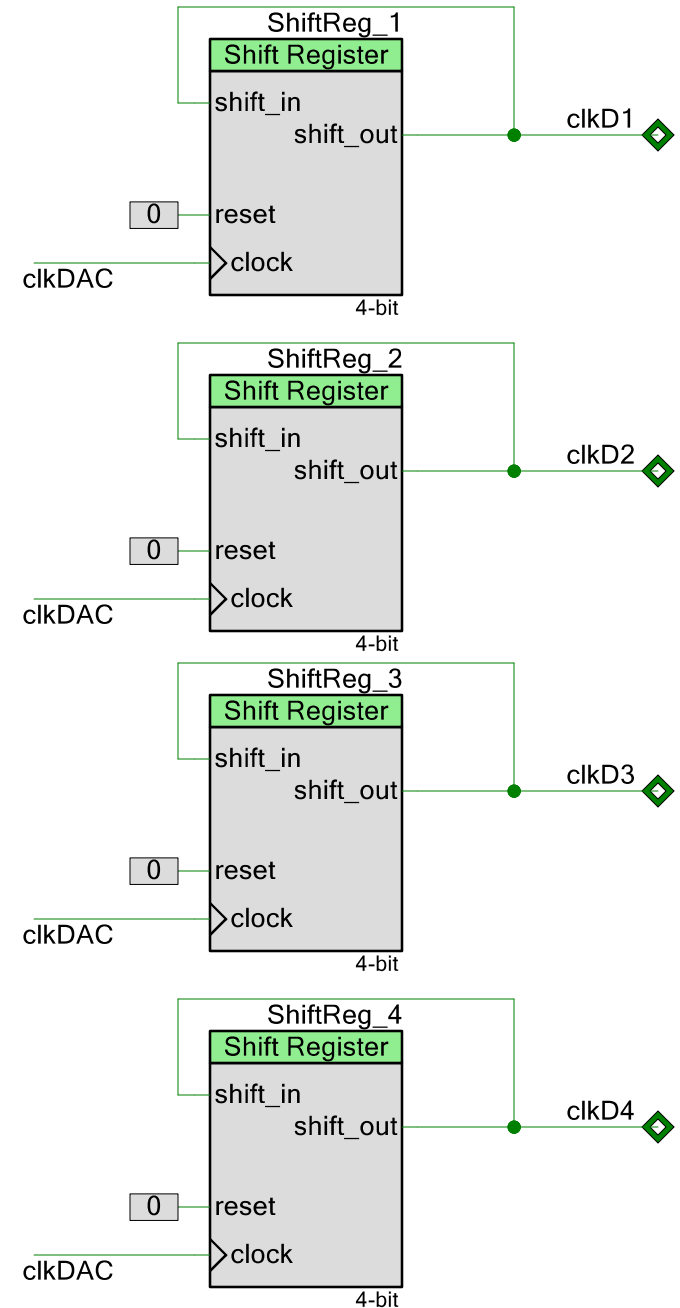 ShiftReg_1
Shift Register
shift_in
shift_out
clkD1
0
reset
clock
clkDAC
4-bit
ShiftReg_2
Shift Register
shift_in
shift_out
clkD2
0
reset
clock
clkDAC
4-bit
ShiftReg_3
Shift Register
shift_in
shift_out
clkD3
0
reset
clock
clkDAC
4-bit
ShiftReg_4
Shift Register
shift_in
shift_out
clkD4
0
reset
clock
clkDAC
4-bit